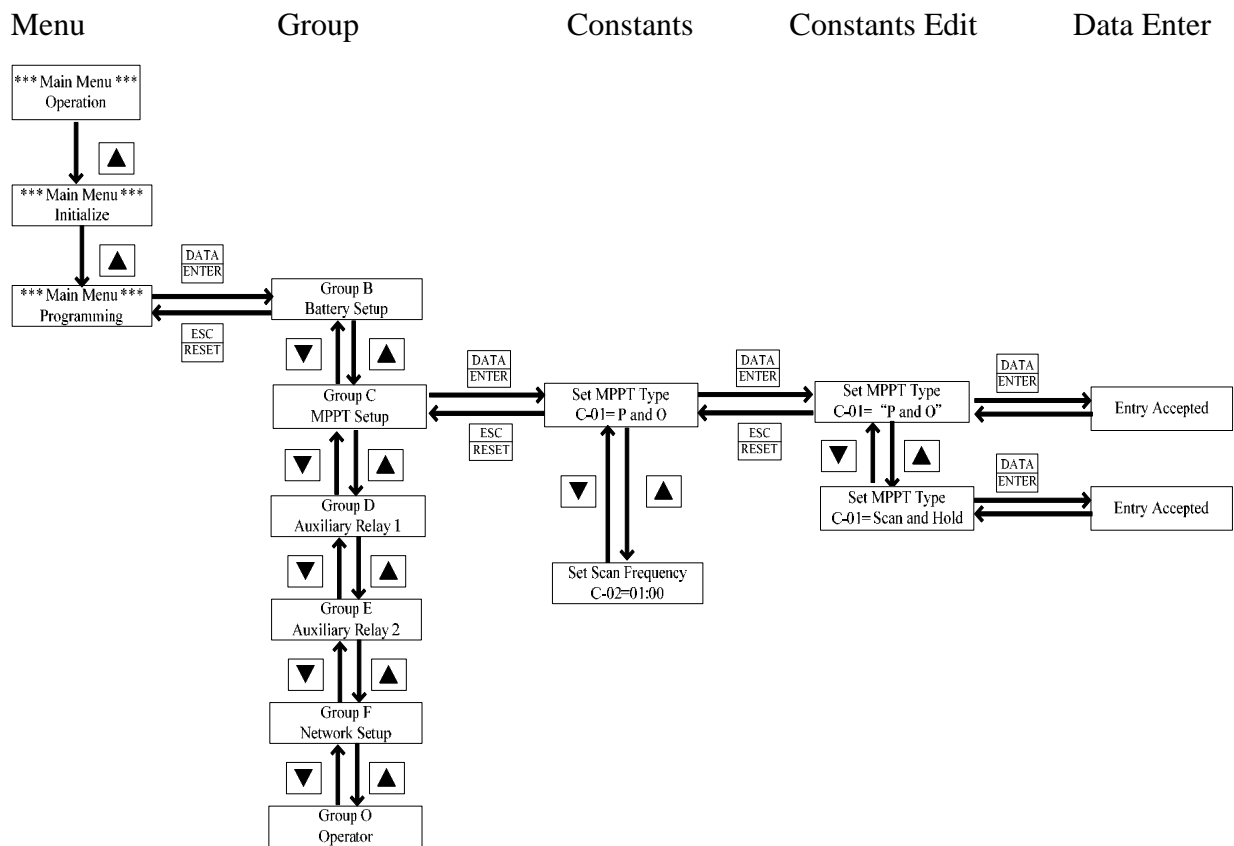 Menu Group Constants Constants Edit Data Enter
*** Main Menu ***
Operation
*** Main Menu ***
Initialize
*** Main Menu ***
Programming
DATA
ENTER
ESC
RESET
Group B
Battery Setup
Group C
MPPT Setup
Group D
Auxiliary Relay 1
Group E
Auxiliary Relay 2
Group F
Network Setup
Group O
Operator
DATA
ENTER
ESC
RESET
Set MPPT Type
C-01= P and O
Set Scan Frequency
C-02=01:00
DATA
ENTER
ESC
RESET
Set MPPT Type
C-01= “P and O”
Set MPPT Type
C-01=Scan and Hold
DATA
ENTER
Entry Accepted
DATA
ENTER
Entry Accepted